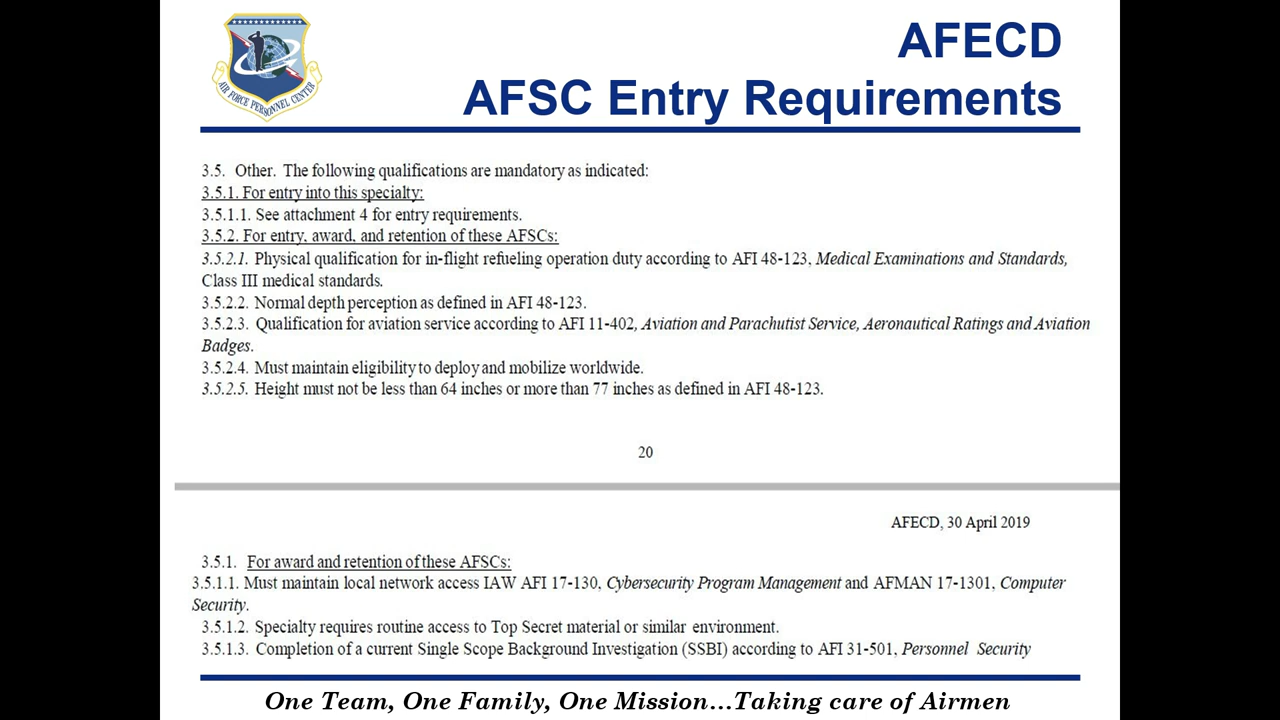 AIR FORCE PERSONNEL CENTER
AFECD
AFSC Entry Requirements
3.5. Other. The following qualifications are mandatory as indicated:
3.5.1. For entry into this specialty:
3.5.1.1. See attachment 4 for entry requirements.
3.5.2. For entry, award, and retention of these AFSCs:
3.5.2.1. Physical qualification for in-flight refueling operation duty according to AFI 48-123, Medical Examinations and Standards,
Class III medical standards.
3.5.2.2. Normal depth perception as defined in AFI 48-123.
3.5.2.3. Qualification for aviation service according to AFI 11-402, Aviation and Parachutist Service, Aeronautical Ratings and Aviation
Badges.
3.5.2.4. Must maintain eligibility to deploy and mobilize worldwide.
3.5.2.5. Height must not be less than 64 inches or more than 77 inches as defined in AFI 48-123.
20
AFECD, 30 April 2019
3.5.1. For award and retention of these AFSCs:
3.5.1.1. Must maintain local network access IAW AFI 17-130, Cybersecurity Program Management and AFMAN 17-1301, Computer
Security.
3.5.1.2. Specialty requires routine access to Top Secret material or similar environment.
3.5.1.3. Completion of a current Single Scope Background Investigation (SSBI) according to AFI 31-501, Personnel Security
One Team, One Family, One Mission...Taking care of Airmen